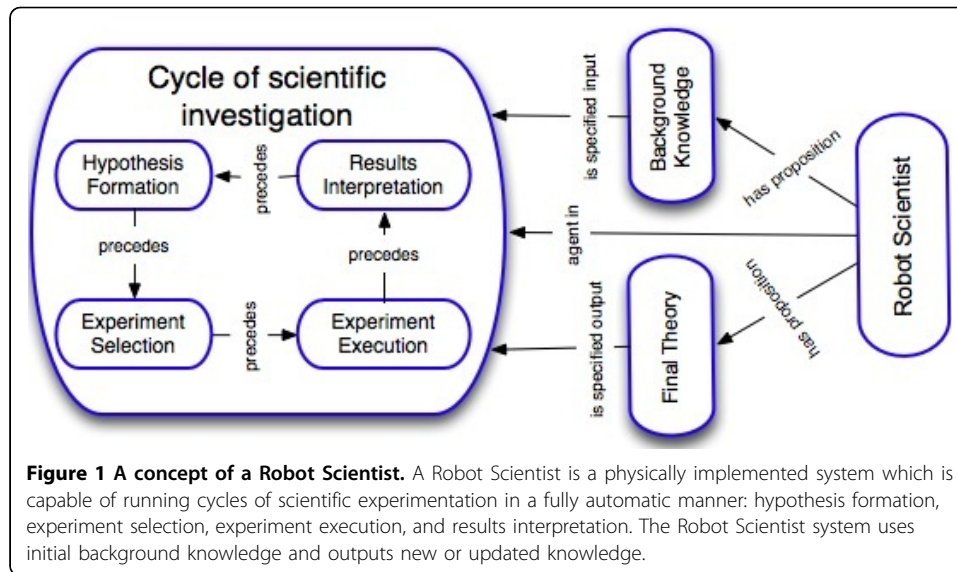 Cycle of scientific
investigation
Hypothesis
Formation
precedes
Results
Interpretation
precedes
precedes
Experiment
Selection
precedes
Experiment
Execution
is specified input
Background
Knowledge
has proposition
agent in
Robot Scientist
has proposition
is specified output
Final Theory
Figure 1 A concept of a Robot Scientist. A Robot Scientist is a physically implemented system which is
capable of running cycles of scientific experimentation in a fully automatic manner: hypothesis formation,
experiment selection, experiment execution, and results interpretation. The Robot Scientist system uses
initial background knowledge and outputs new or updated knowledge.